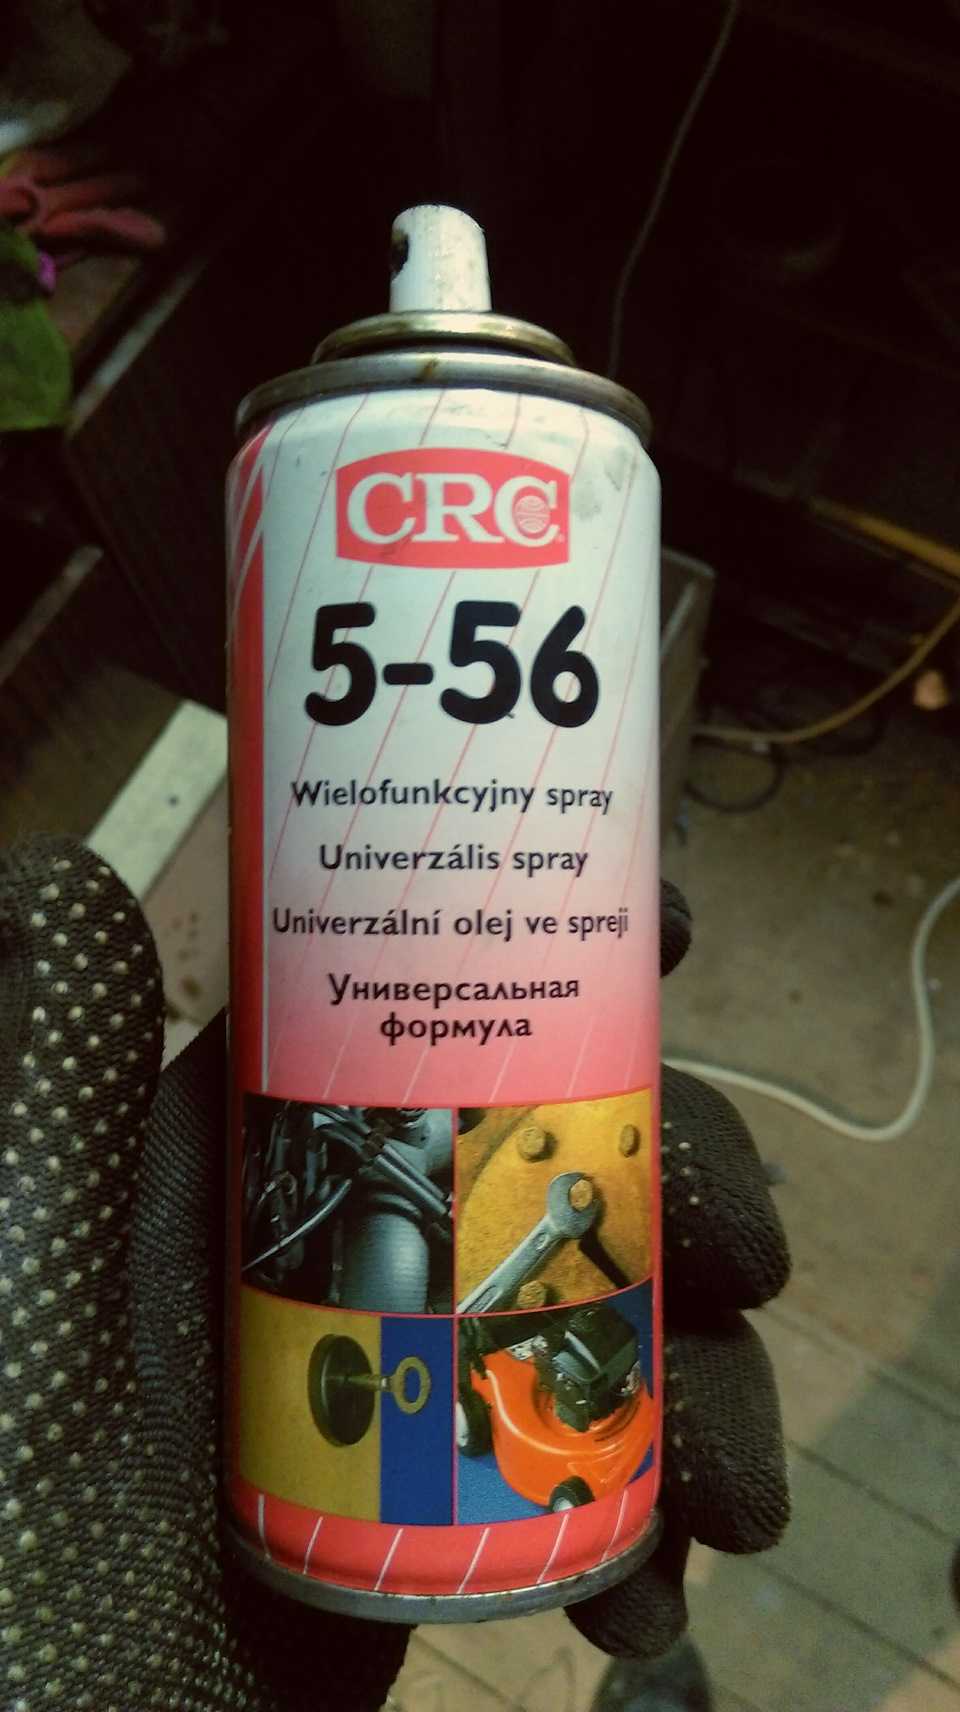 CRC
5-56
Wielofunkcyjny spray
Univerzális spray
Univerzální olej ve spreji
Универсальная
формула